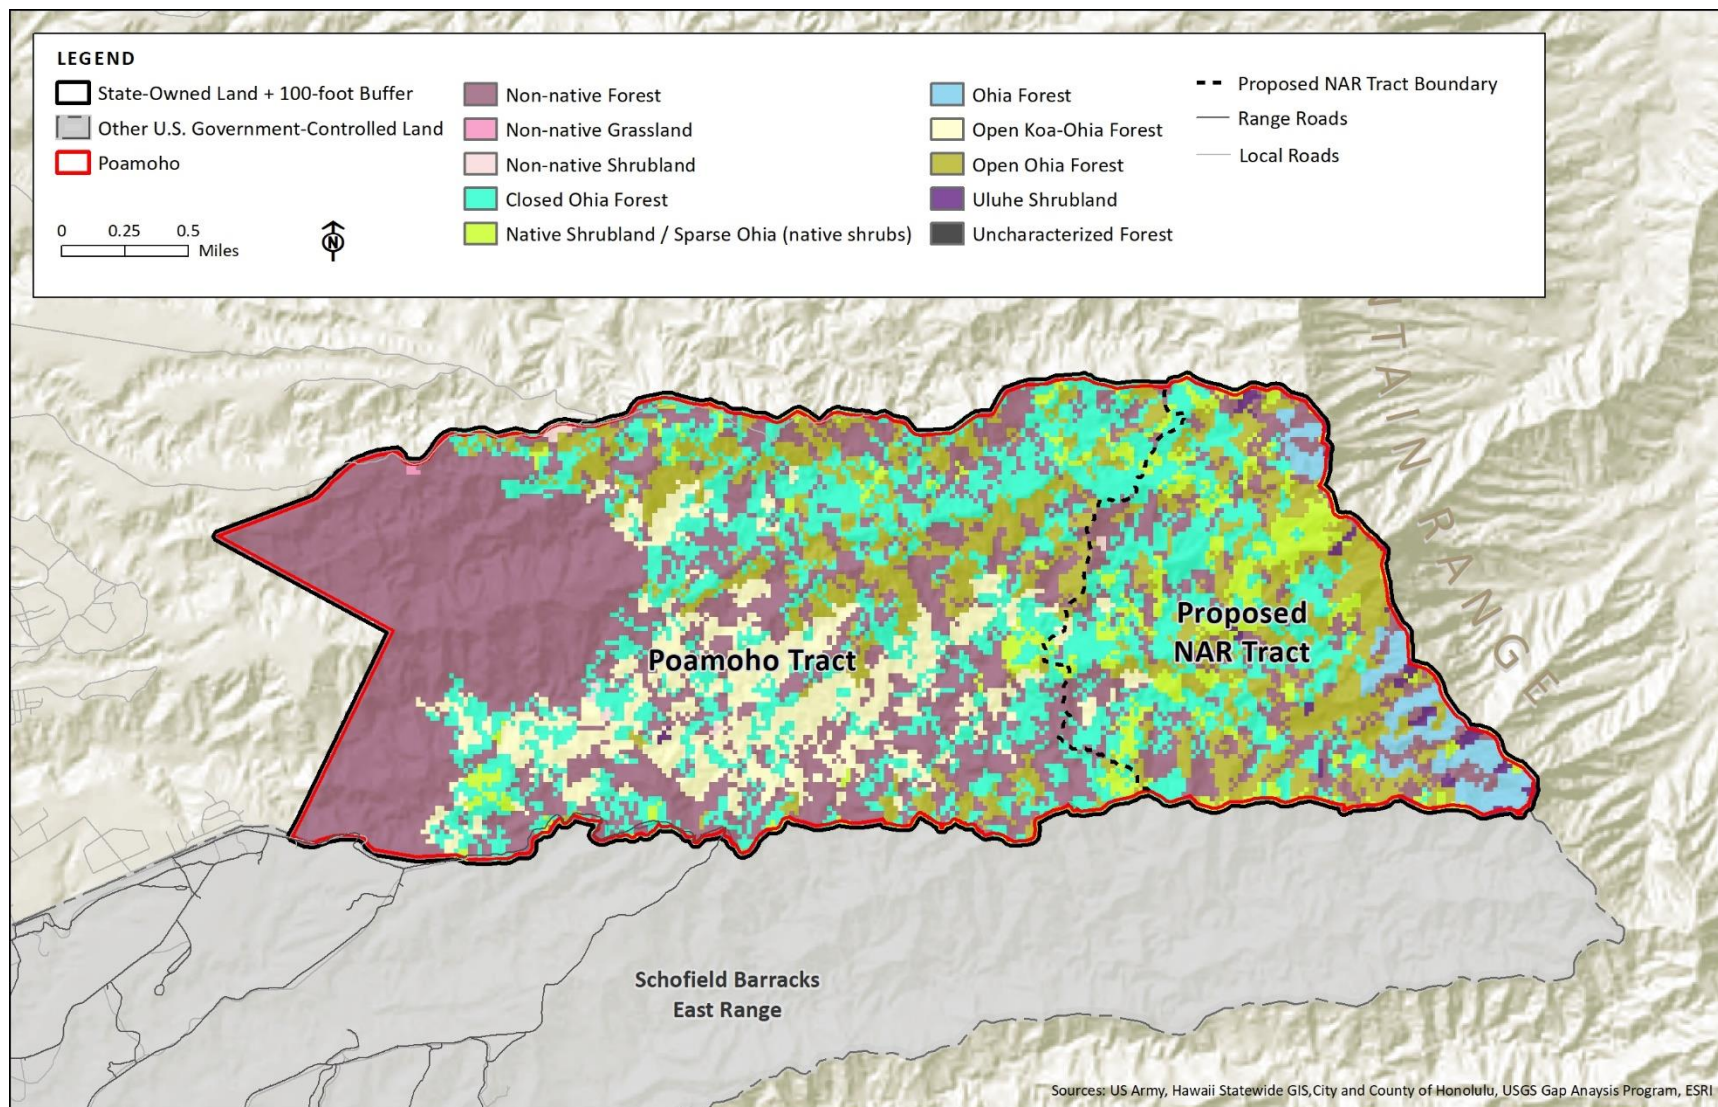 LEGEND
State-Owned Land + 100-foot Buffer
Other U.S. Government-Controlled Land
Poamoho
0 0.25 0.5
Miles
N
Non-native Forest
Non-native Grassland
Non-native Shrubland
Closed Ohia Forest
Native Shrubland / Sparse Ohia (native shrubs)
Ohia Forest
Open Koa-Ohia Forest
Open Ohia Forest
Uluhe Shrubland
Uncharacterized Forest
Proposed NAR Tract Boundary
Range Roads
Local Roads
NTAIN RANGE
Proposed
NAR Tract
Poamoho Tract
Schofield Barracks
East Range
Sources: US Army, Hawaii Statewide GIS,City and County of Honolulu, USGS Gap Anaysis Program, ESRI